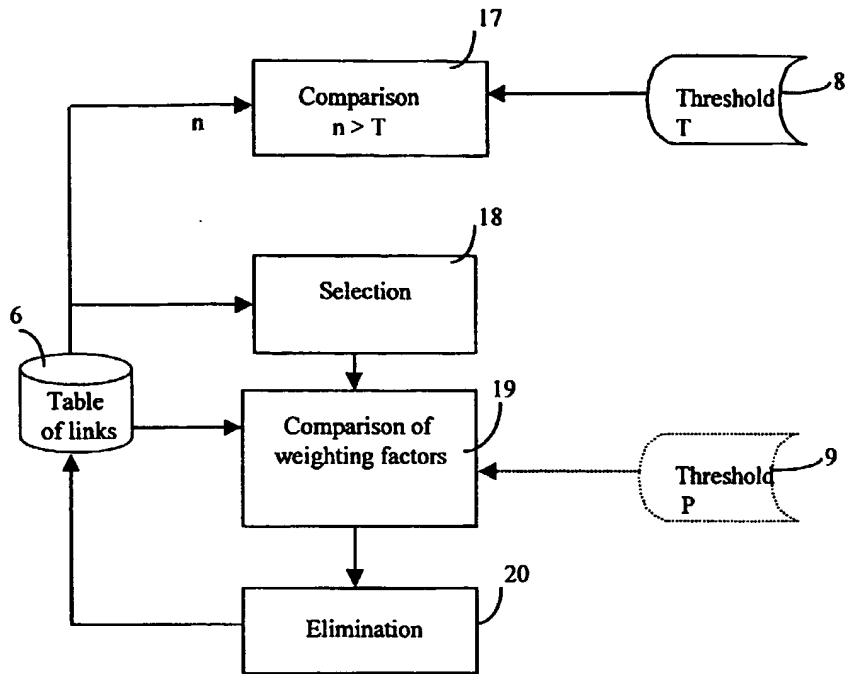 17
Comparison
n > T
n
Threshold
T
8
18
Selection
6
Table
of links
19
Comparison of
weighting factors
Threshold
P
9
20
Elimination